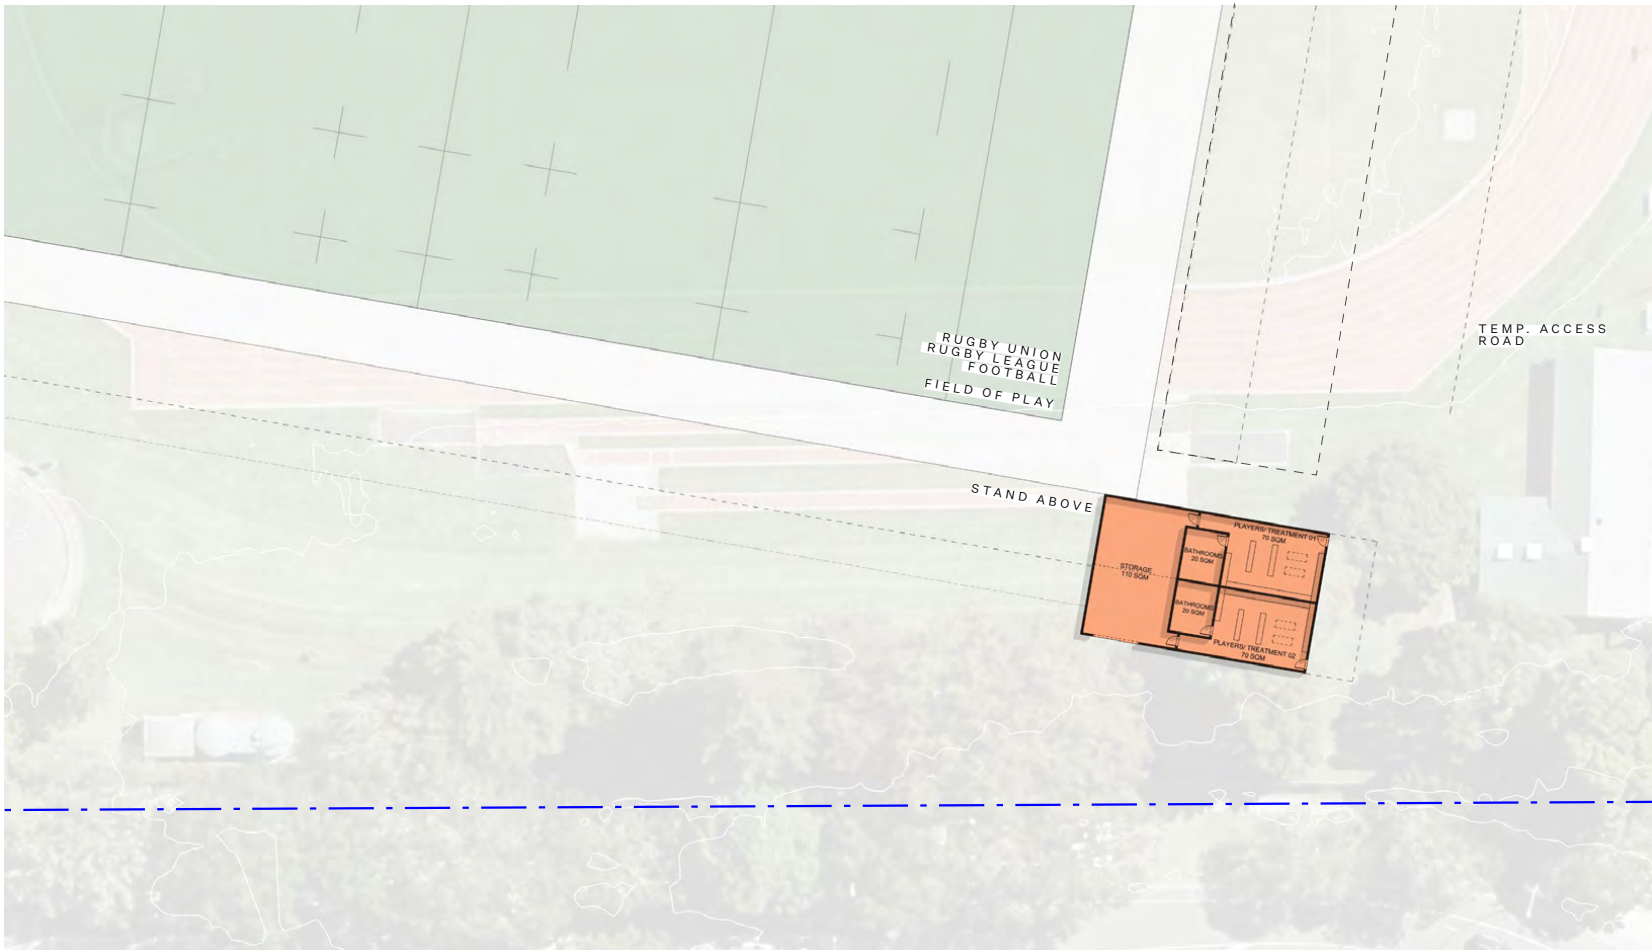 RUGBY UNION
RUGBY LEAGUE
FOOTBALL
FIELD OF PLAY
TEMP. ACCESS
ROAD
STAND ABOVE
PLAYERS/ TREATMENT 01
70 SQM
BATHROOMS
20 SQM
STORAGE
110 SQM
BATHROOMS
20 SQM
PLAYERS/ TREATMENT 02
70 SQM